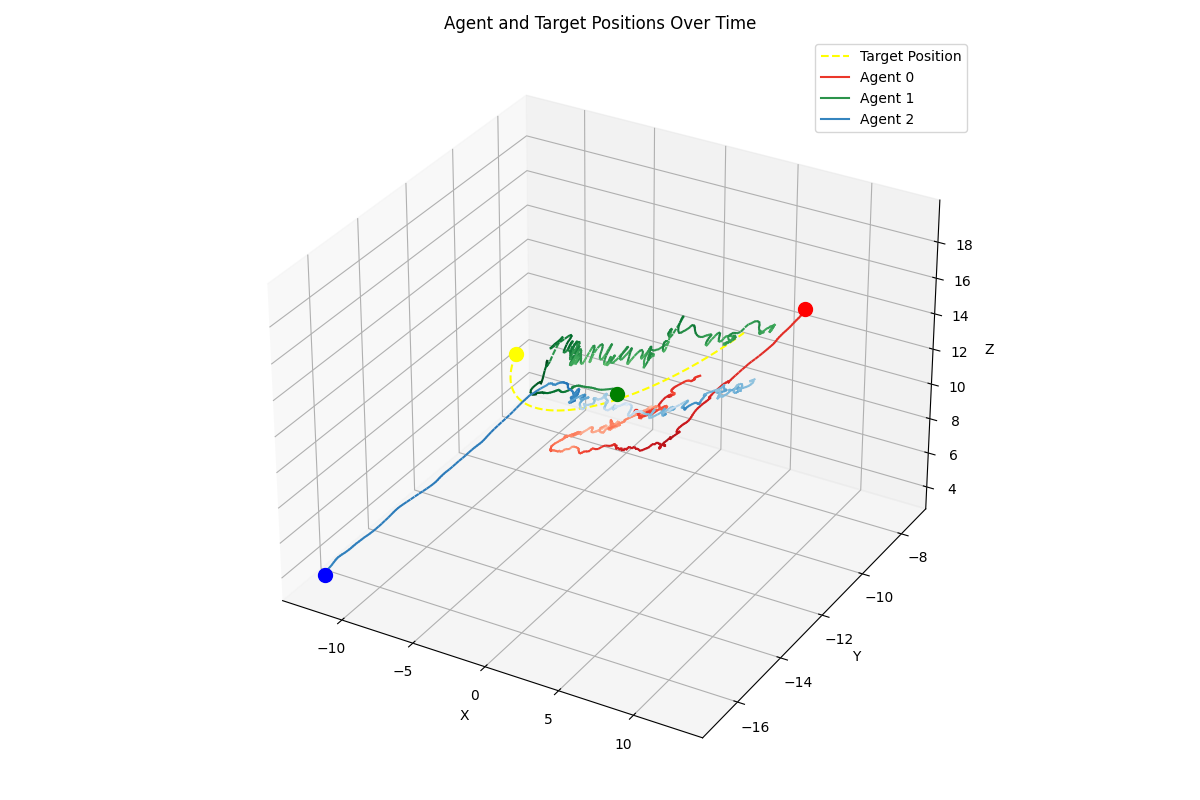 Agent and Target Positions Over Time
Target Position
Agent 0
Agent 1
Agent 2
18
16
14
12
10
8
6
4
Z
−8
−10
−12
−14
−16
Y
−10
−5
0
5
10
X